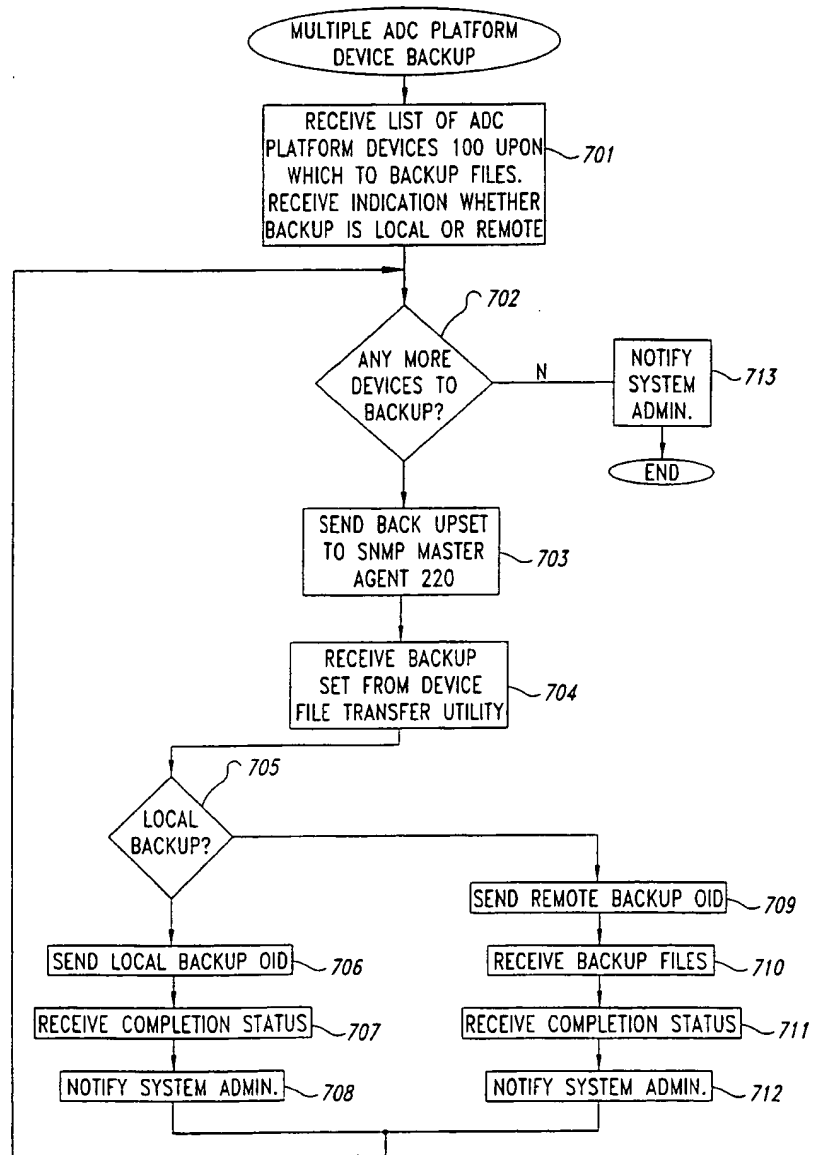 MULTIPLE ADC PLATFORM
DEVICE BACKUP
RECEIVE LIST OF ADC
PLATFORM DEVICES 100 UPON
WHICH TO BACKUP FILES.
RECEIVE INDICATION WHETHER
BACKUP IS LOCAL OR REMOTE
701
702
ANY MORE
DEVICES TO
BACKUP?
N
NOTIFY
SYSTEM
ADMIN.
713
END
SEND BACK UPSET
TO SNMP MASTER
AGENT 220
703
RECEIVE BACKUP
SET FROM DEVICE
FILE TRANSFER UTILITY
704
705
LOCAL
BACKUP?
SEND LOCAL BACKUP OID
706
RECEIVE COMPLETION STATUS
707
NOTIFY SYSTEM ADMIN.
708
SEND REMOTE BACKUP OID
709
RECEIVE BACKUP FILES
710
RECEIVE COMPLETION STATUS
711
NOTIFY SYSTEM ADMIN.
712